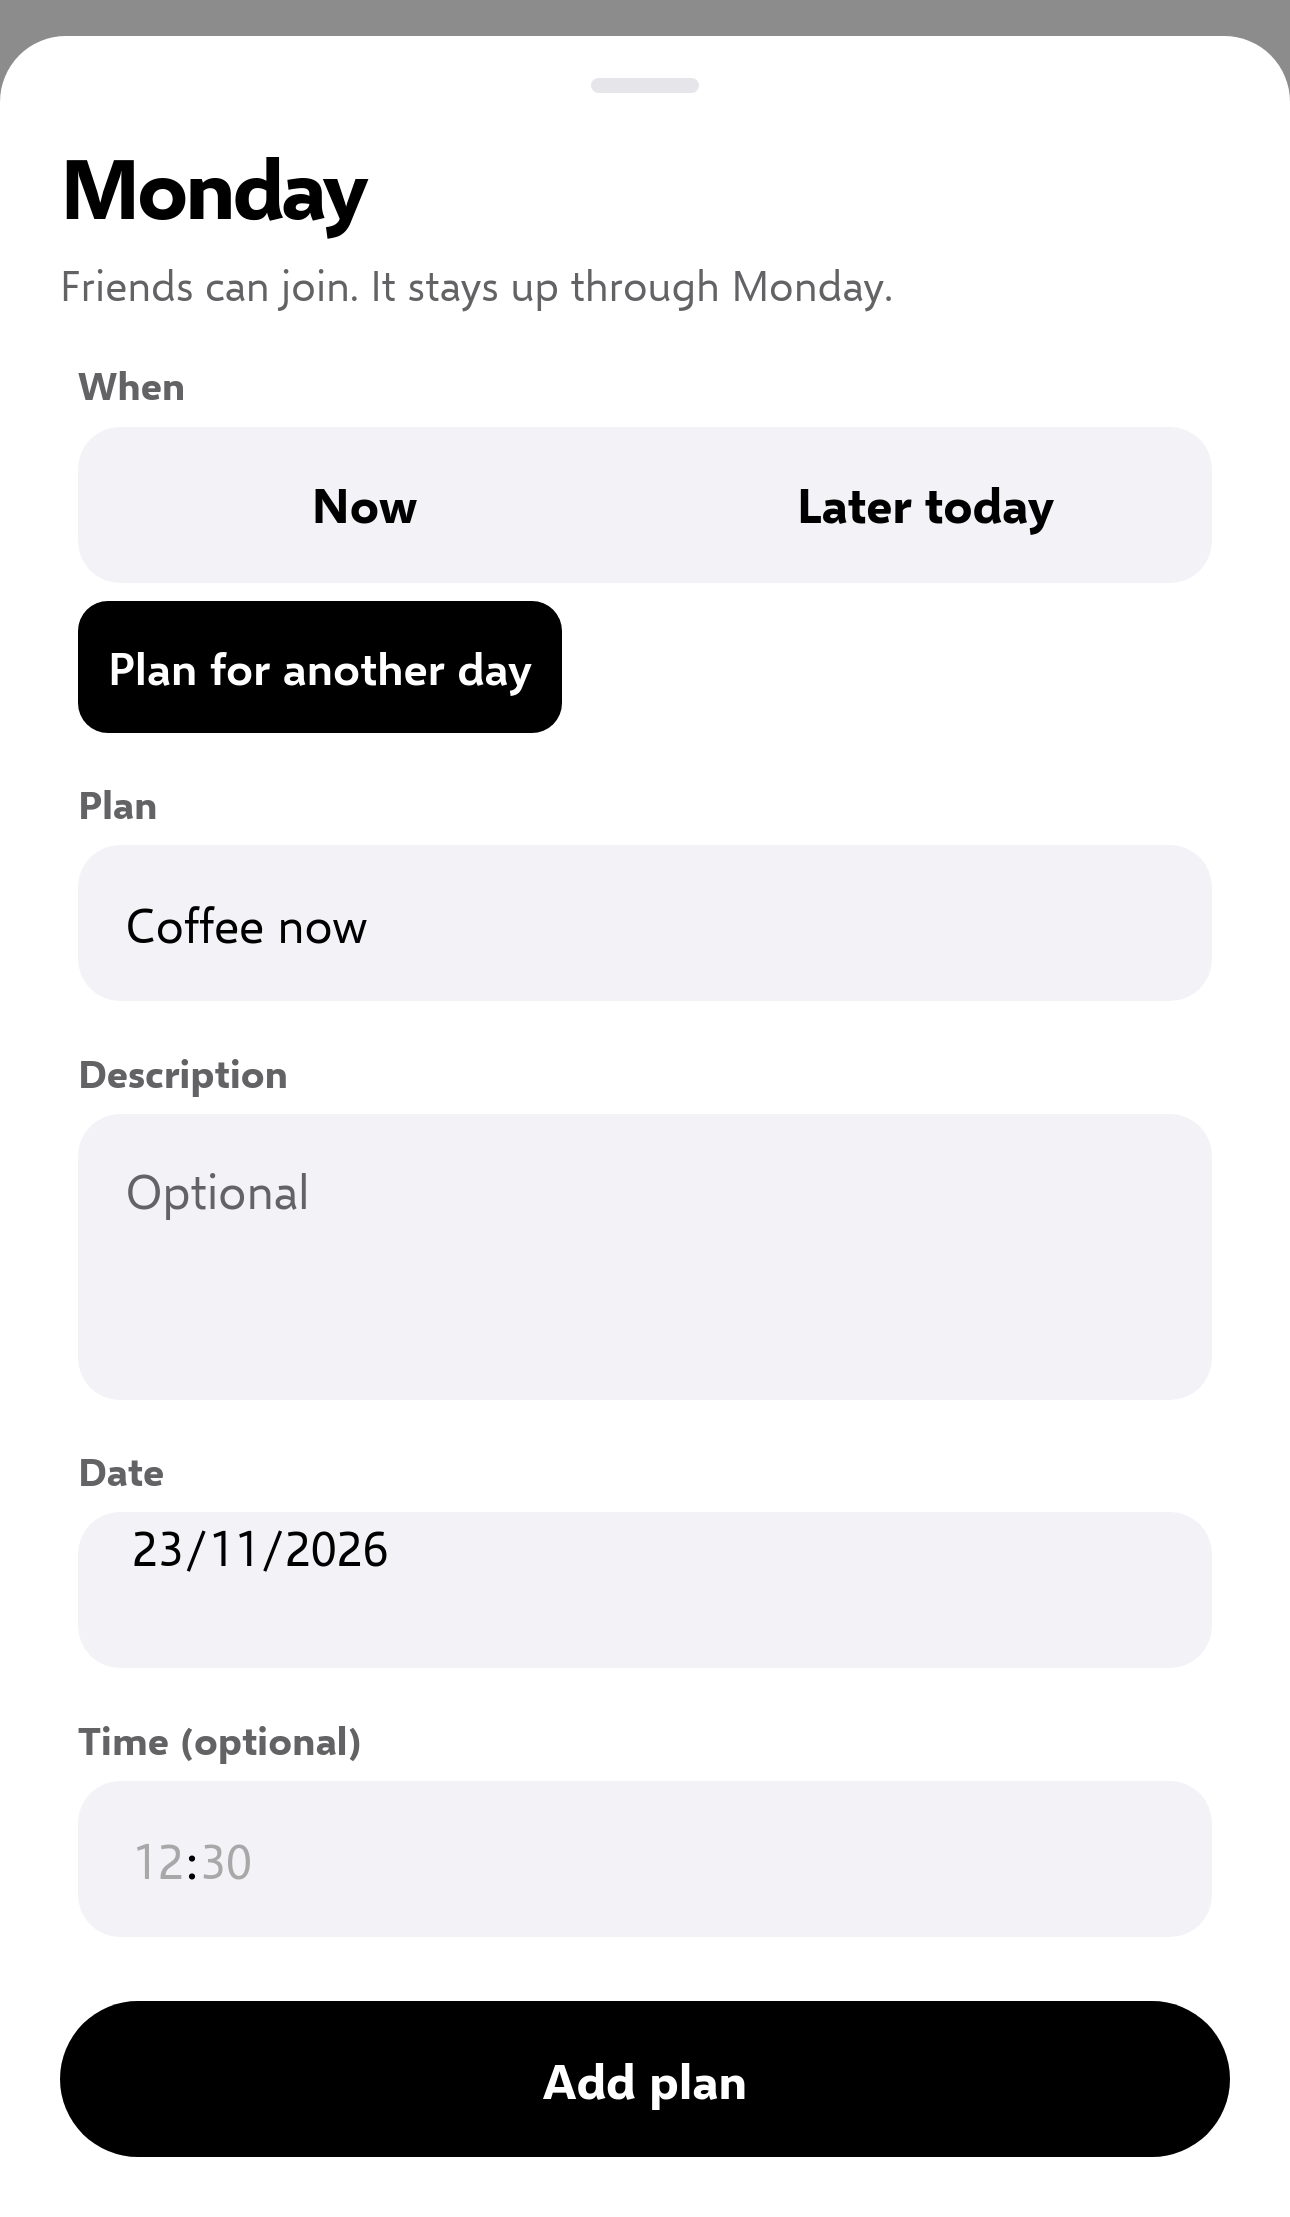 Monday
Friends can join. It stays up through Monday.
When
Now Later today
Plan for another day
Plan
Coffee now
Description
Optional
Date
23/11/2026
Time (optional)
12:30
Add plan